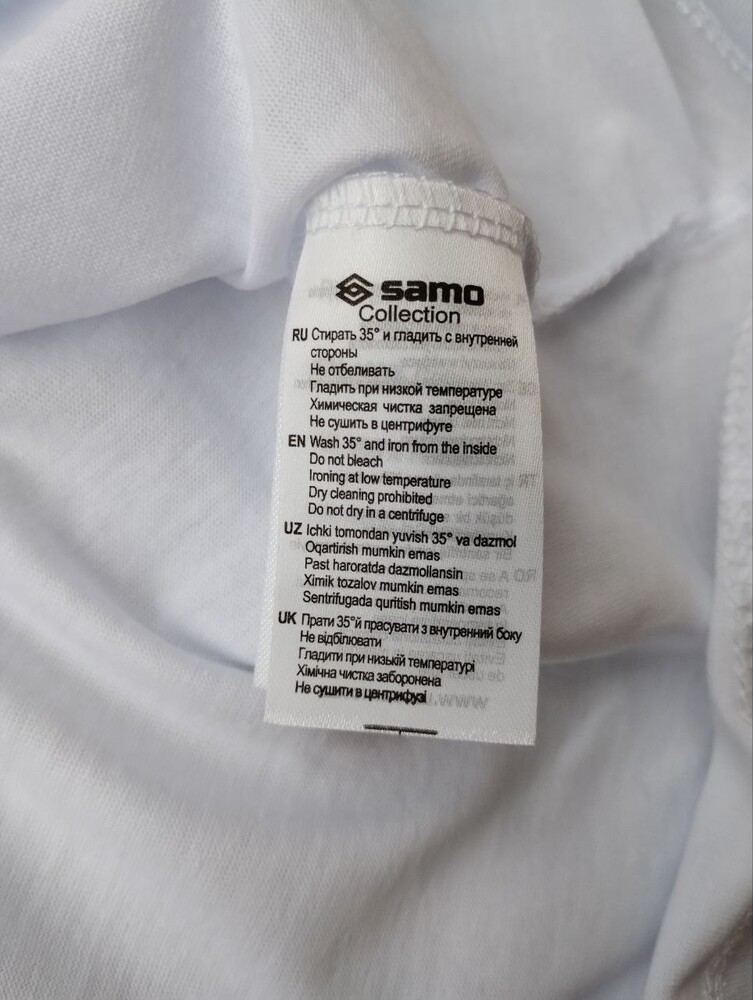 samo
Collection
RU Стирать 35° и гладить с внутренней
стороны
Не отбеливать
Гладить при низкой температуре
Химическая чистка запрещена
Не сушить в центрифуге
EN Wash 35° and iron from the inside
Do not bleach
Ironing at low temperature
Dry cleaning prohibited
Do not dry in a centrifuge
UZ Ichki tomondan yuvish 35° va dazmol
Oqartirish mumkin emas
Past haroratda dazmollansin
Ximik tozalov mumkin emas
Sentrifugada quritish mumkin emas
UK Прати 35°й прасувати з внутренний боку
Не відбілювати
Гладити при низькій температурі
Хімічна чистка заборонена
Не сушити в центрифузі